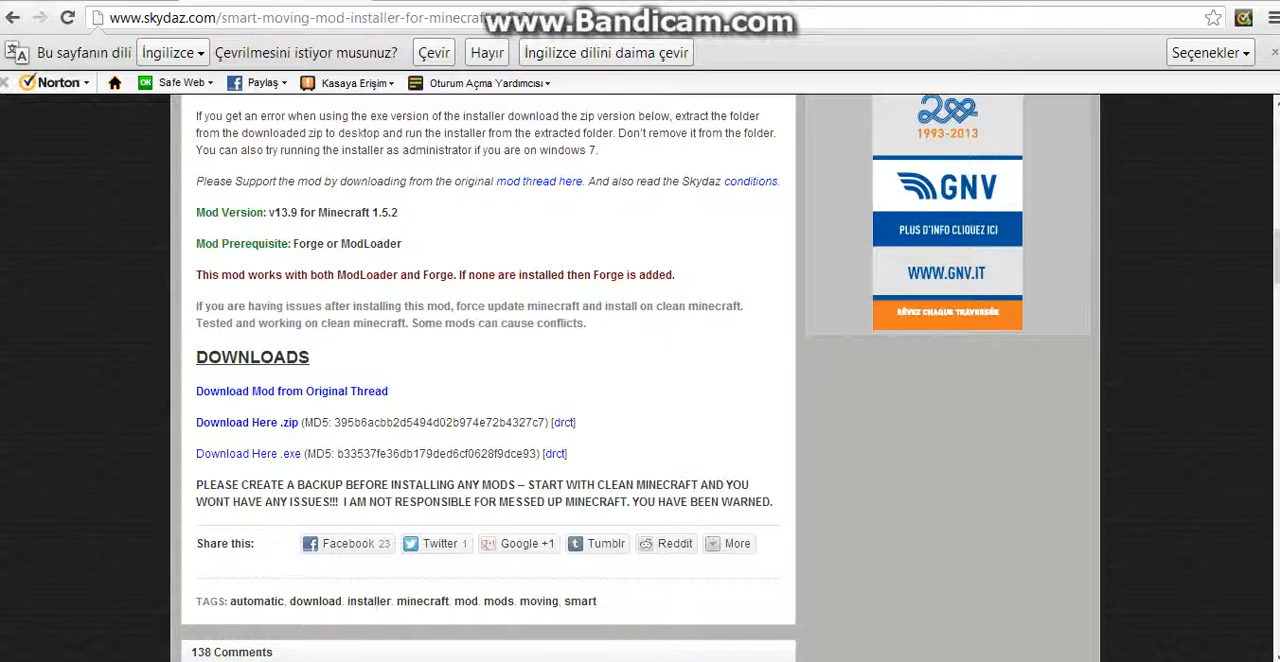 www.skydaz.com/smart-moving-mod-installer-for-minecraft
www.Bandicam.com
Bu sayfanın dili İngilizce Çevrilmesini istiyor musunuz? Çevir Hayır İngilizce dilini daima çevir Seçenekler
Norton OK Safe Web Paylaş Kasaya Erişim Oturum Açma Yardımcısı
If you get an eror when using the exe version of the installer download the zip version below, extract the folder
from the downloaded zip to desktop and run the installer from the extracted folder. Don't remove it from the folder.
You can also try running the installer as administrator if you are on windows 7.
Please Support the mod by downloading from the original mod thread here. And also read the Skydaz conditions.
Mod Version: v13.9 for Minecraft 1.5.2
Mod Prerequisite: Forge or ModLoader
This mod works with both ModLoader and Forge. If none are installed then Forge is added.
If you are having issues after installing this mod, force update minecraft and install on clean minecraft.
Tested and working on clean minecraft. Some mods can cause conflicts.
DOWNLOADS
Download Mod from Original Thread
Download Here .zip (MD5: 395b6acbb2d5494d02b974e72b4327c7) [drct]
Download Here .exe (MD5: b33537fe36db179ded6cf0628f9dce93) [drct]
PLEASE CREATE A BACKUP BEFORE INSTALLING ANY MODS – START WITH CLEAN MINECRAFT AND YOU
WONT HAVE ANY ISSUES!!! I AM NOT RESPONSIBLE FOR MESSED UP MINECRAFT. YOU HAVE BEEN WARNED.
Share this: Facebook 23 Twitter 1 Google +1 Tumblr Reddit More
TAGS: automatic, download, installer, minecraft, mod, mods, moving, smart
138 Comments
200
1993-2013
GNV
PLUS D'INFO CLIQUEZ ICI
WWW.GNV.IT
RÊVEZ CHAQUE TRAVERSÉE